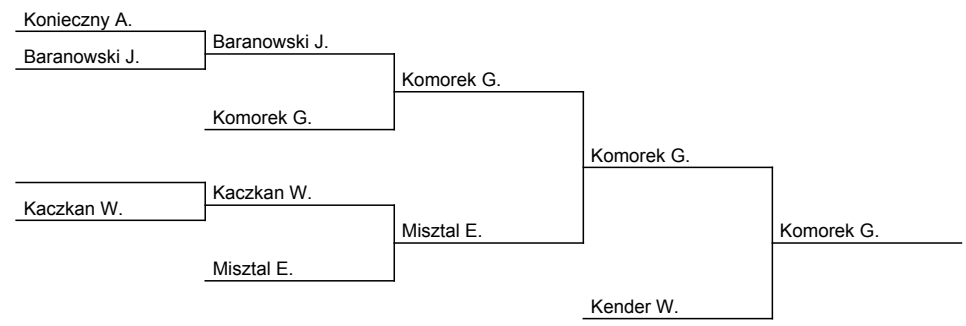 Konieczny A.
Baranowski J.
Baranowski J.
Komorek G.
Komorek G.
Komorek G.
Kaczkan W.
Kaczkan W.
Misztal E.
Komorek G.
Misztal E.
Kender W.